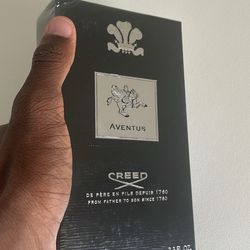 AVENTUS
CREED
DE PÈRE EN FILS DEPUIS 1760
FROM FATHER TO SON SINCE 1760